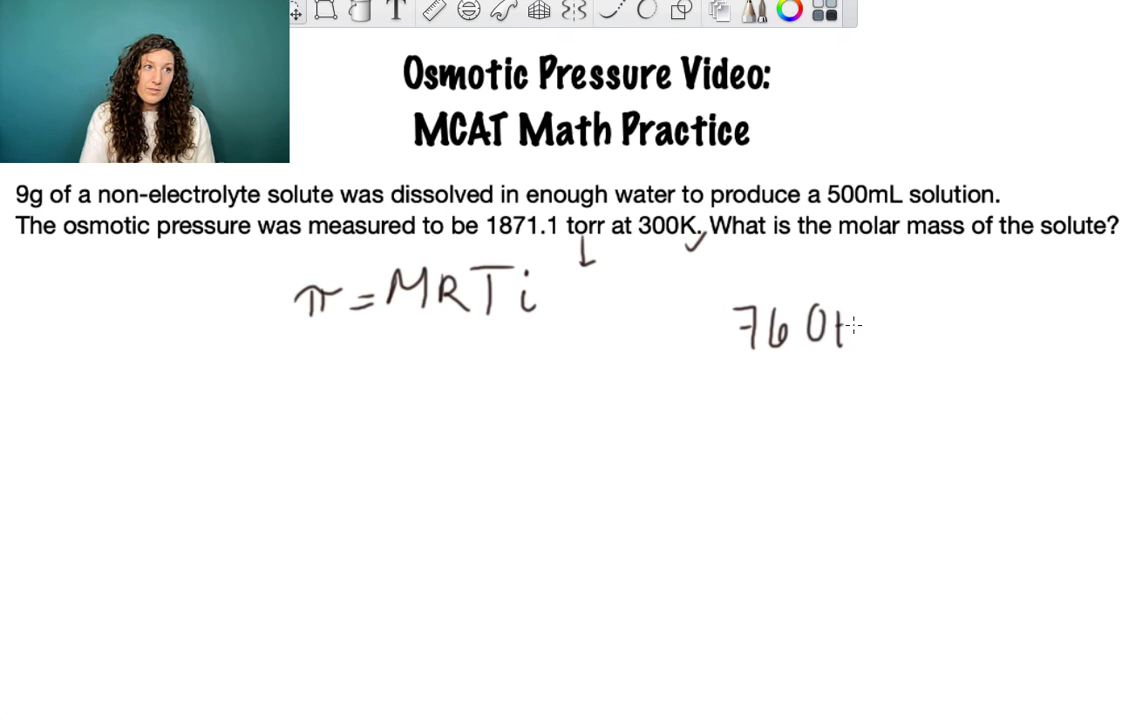 T
Osmotic Pressure Video:
MCAT Math Practice
9g of a non-electrolyte solute was dissolved in enough water to produce a 500mL solution.
The osmotic pressure was measured to be 1871.1 torr at 300K. What is the molar mass of the solute?
π = MRTi
760t